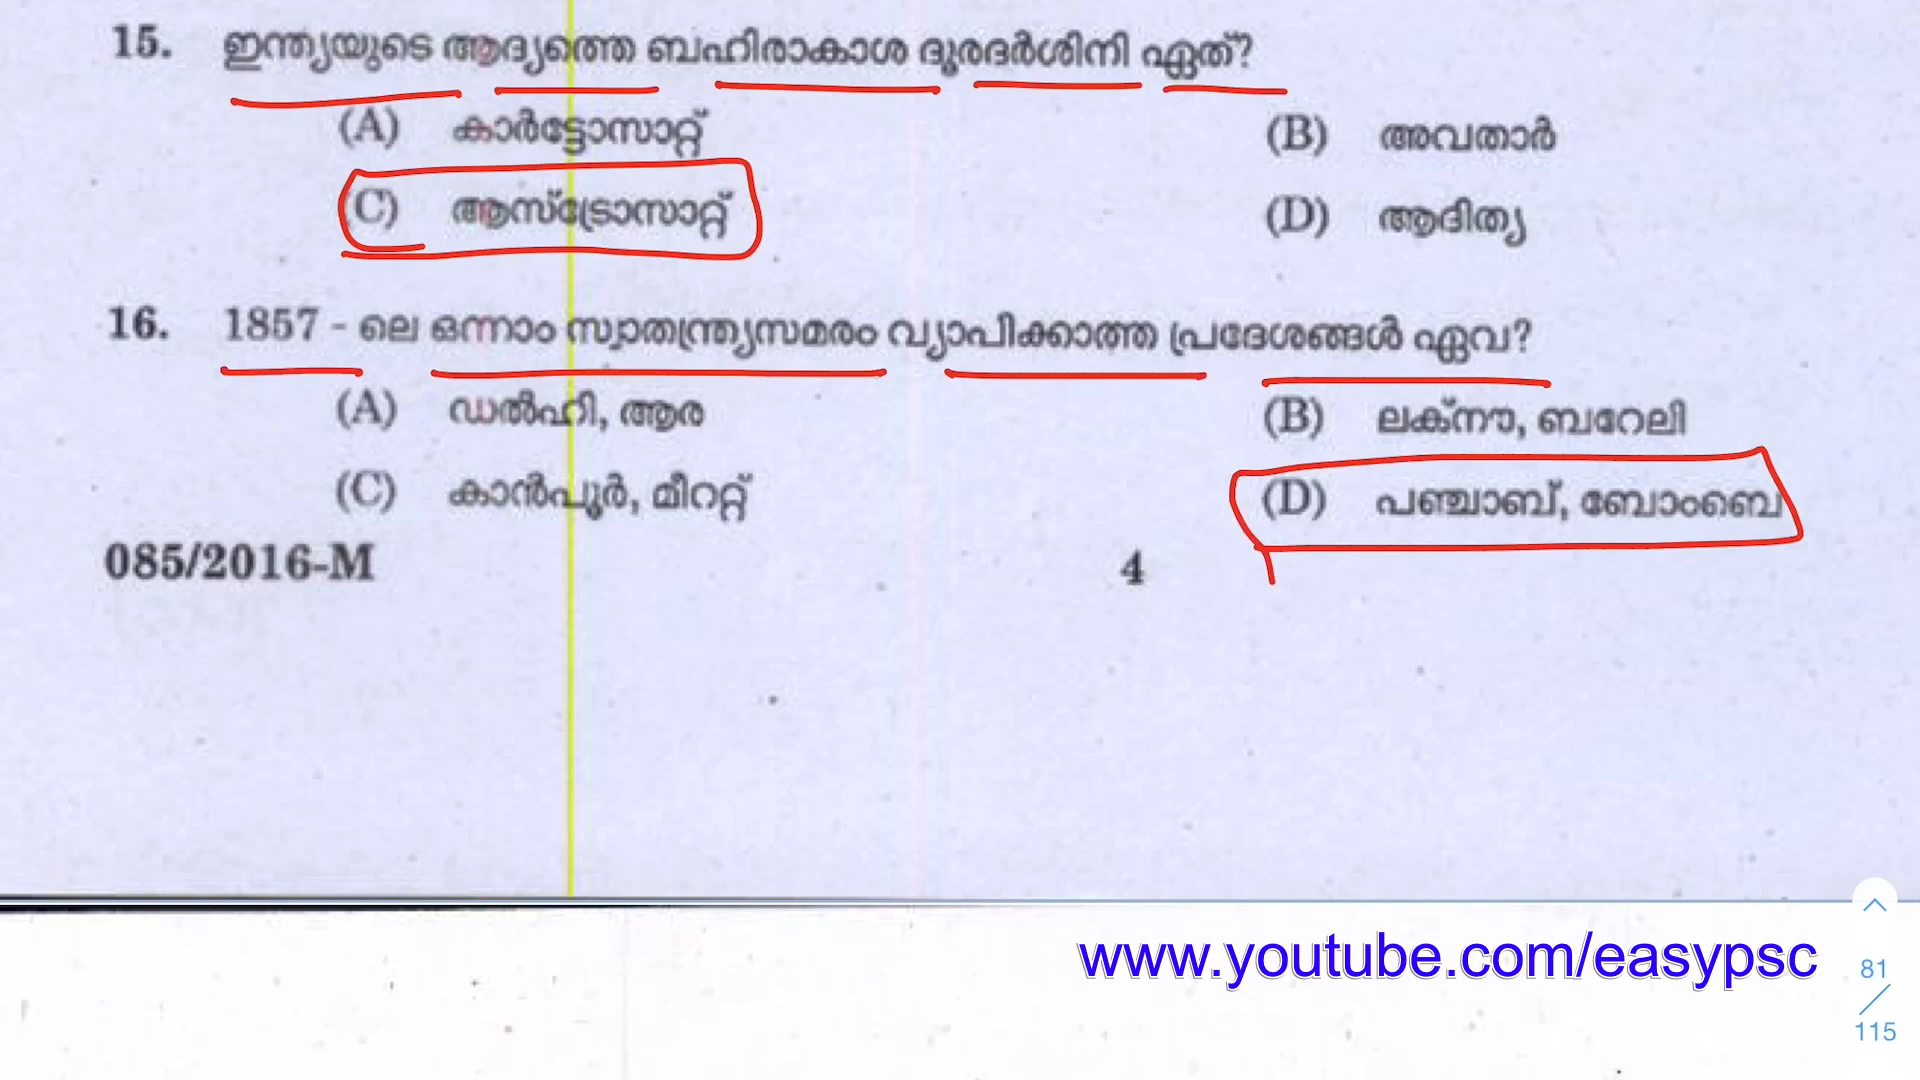 15. ഇന്ത്യയുടെ ആദ്യത്തെ ബഹിരാകാശ ദൂരദർശിനി ഏത്?
(A) കാർട്ടോസാറ്റ് (B) അവതാർ
(C) ആസ്ട്രോസാറ്റ് (D) ആദിത്യ
16. 1857 - ലെ ഒന്നാം സ്വാതന്ത്ര്യസമരം വ്യാപിക്കാത്ത പ്രദേശങ്ങൾ ഏവ?
(A) ഡൽഹി, ആര (B) ലക്നൗ, ബറേലി
(C) കാൻപൂർ, മീററ്റ് (D) പഞ്ചാബ്, ബോംബെ
085/2016-M 4
www.youtube.com/easypsc
81
115